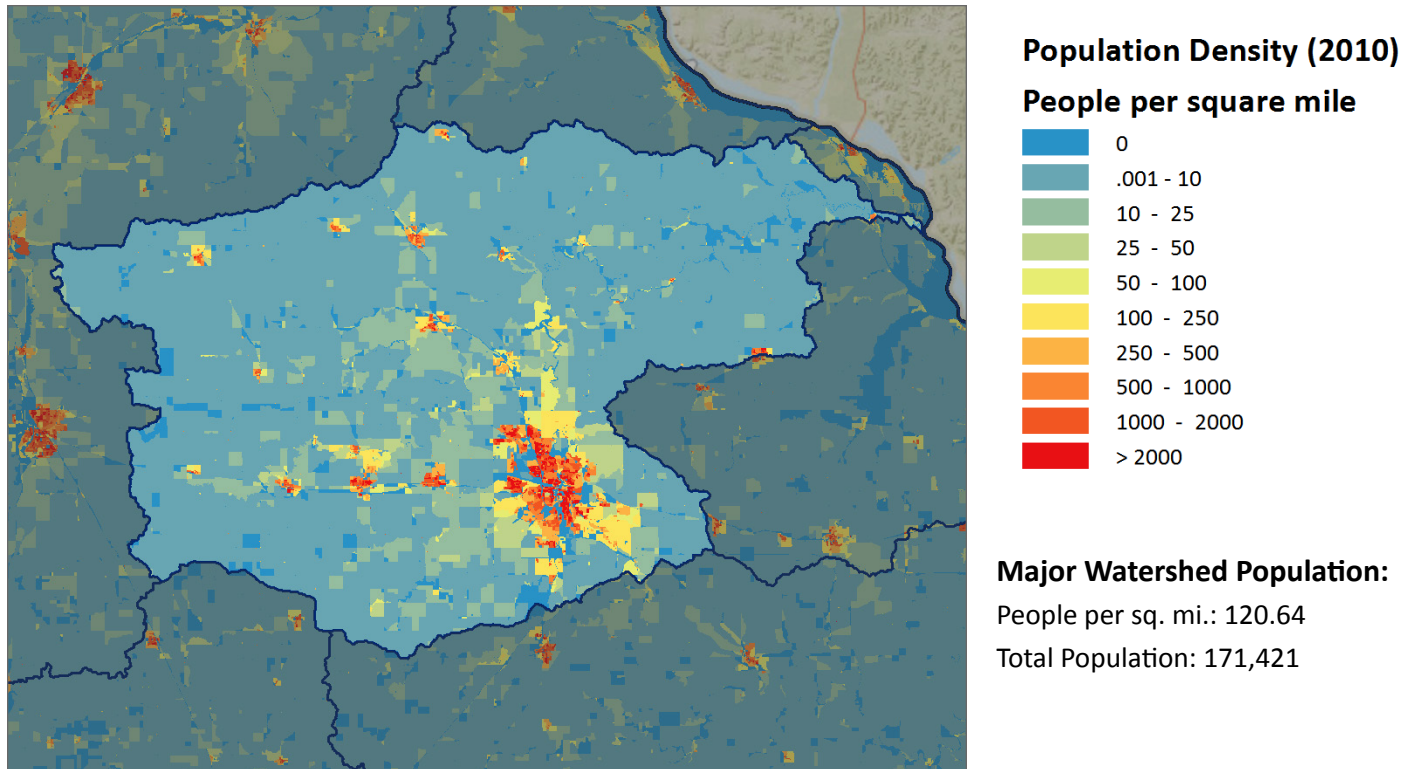 Population Density (2010)
People per square mile
0
.001 - 10
10 - 25
25 - 50
50 - 100
100 - 250
250 - 500
500 - 1000
1000 - 2000
> 2000
Major Watershed Population:
People per sq. mi.: 120.64
Total Population: 171,421